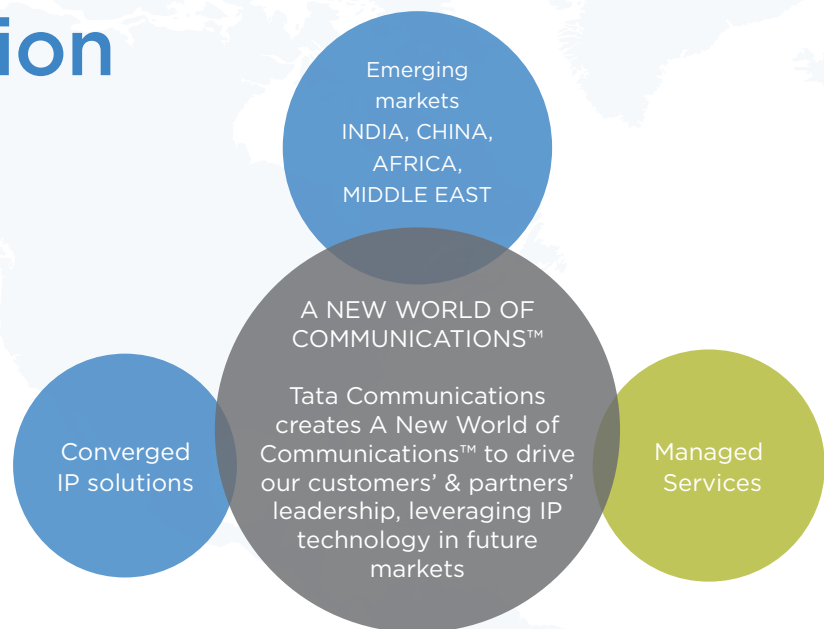 ion
Emerging
markets
INDIA, CHINA,
AFRICA,
MIDDLE EAST
A NEW WORLD OF
COMMUNICATIONS™
Tata Communications
creates A New World of
Communications™ to drive
our customers’ & partners’
leadership, leveraging IP
technology in future
markets
Converged
IP solutions
Managed
Services